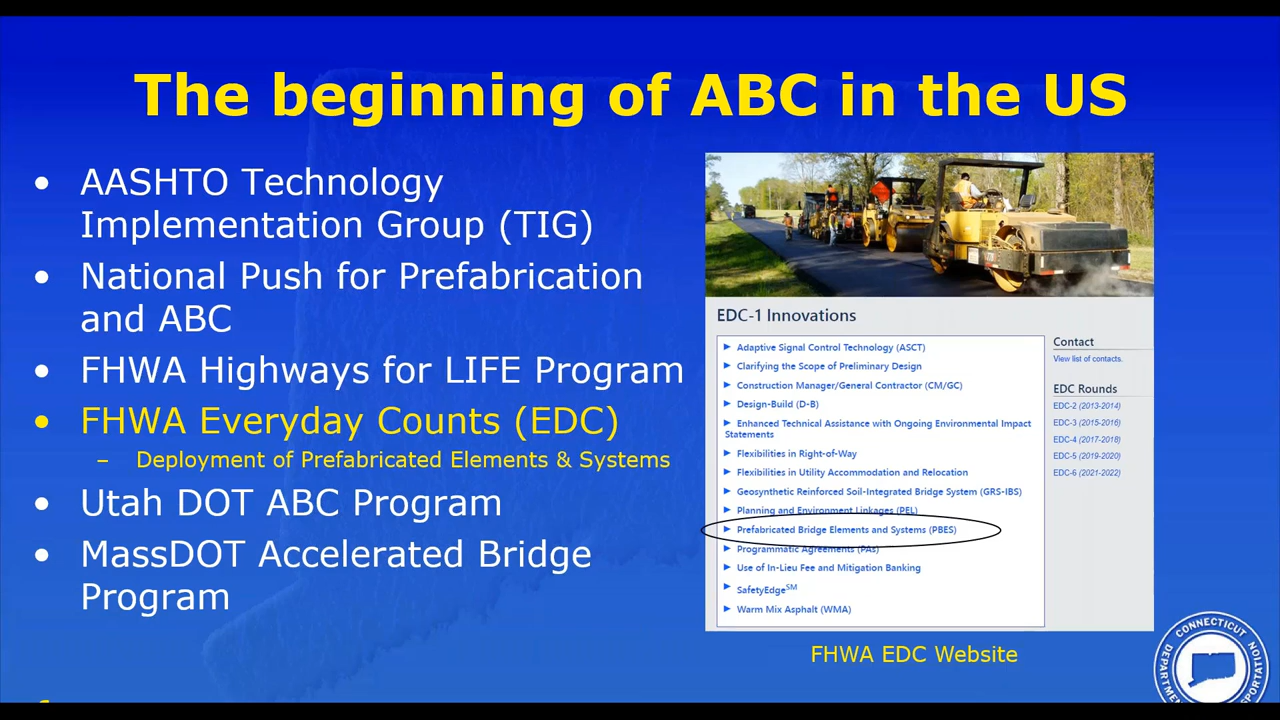 The beginning of ABC in the US
• AASHTO Technology
Implementation Group (TIG)
• National Push for Prefabrication
and ABC
• FHWA Highways for LIFE Program
• FHWA Everyday Counts (EDC)
– Deployment of Prefabricated Elements & Systems
• Utah DOT ABC Program
• MassDOT Accelerated Bridge
Program
EDC-1 Innovations
Adaptive Signal Control Technology (ASCT)
Clarifying the Scope of Preliminary Design
Construction Manager/General Contractor (CM/GC)
Design-Build (D-B)
Enhanced Technical Assistance with Ongoing Environmental Impact
Statements
Flexibilities in Right-of-Way
Flexibilities in Utility Accommodation and Relocation
Geosynthetic Reinforced Soil-Integrated Bridge System (GRS-IBS)
Planning and Environment Linkages (PEL)
Prefabricated Bridge Elements and Systems (PBES)
Programmatic Agreements (PAs)
Use of In-Lieu Fee and Mitigation Banking
SafetyEdgeSM
Warm Mix Asphalt (WMA)
Contact
View list of contacts.
EDC Rounds
EDC-2 (2013-2014)
EDC-3 (2015-2016)
EDC-4 (2017-2018)
EDC-5 (2019-2020)
EDC-6 (2021-2022)
FHWA EDC Website
CONNECTICUT